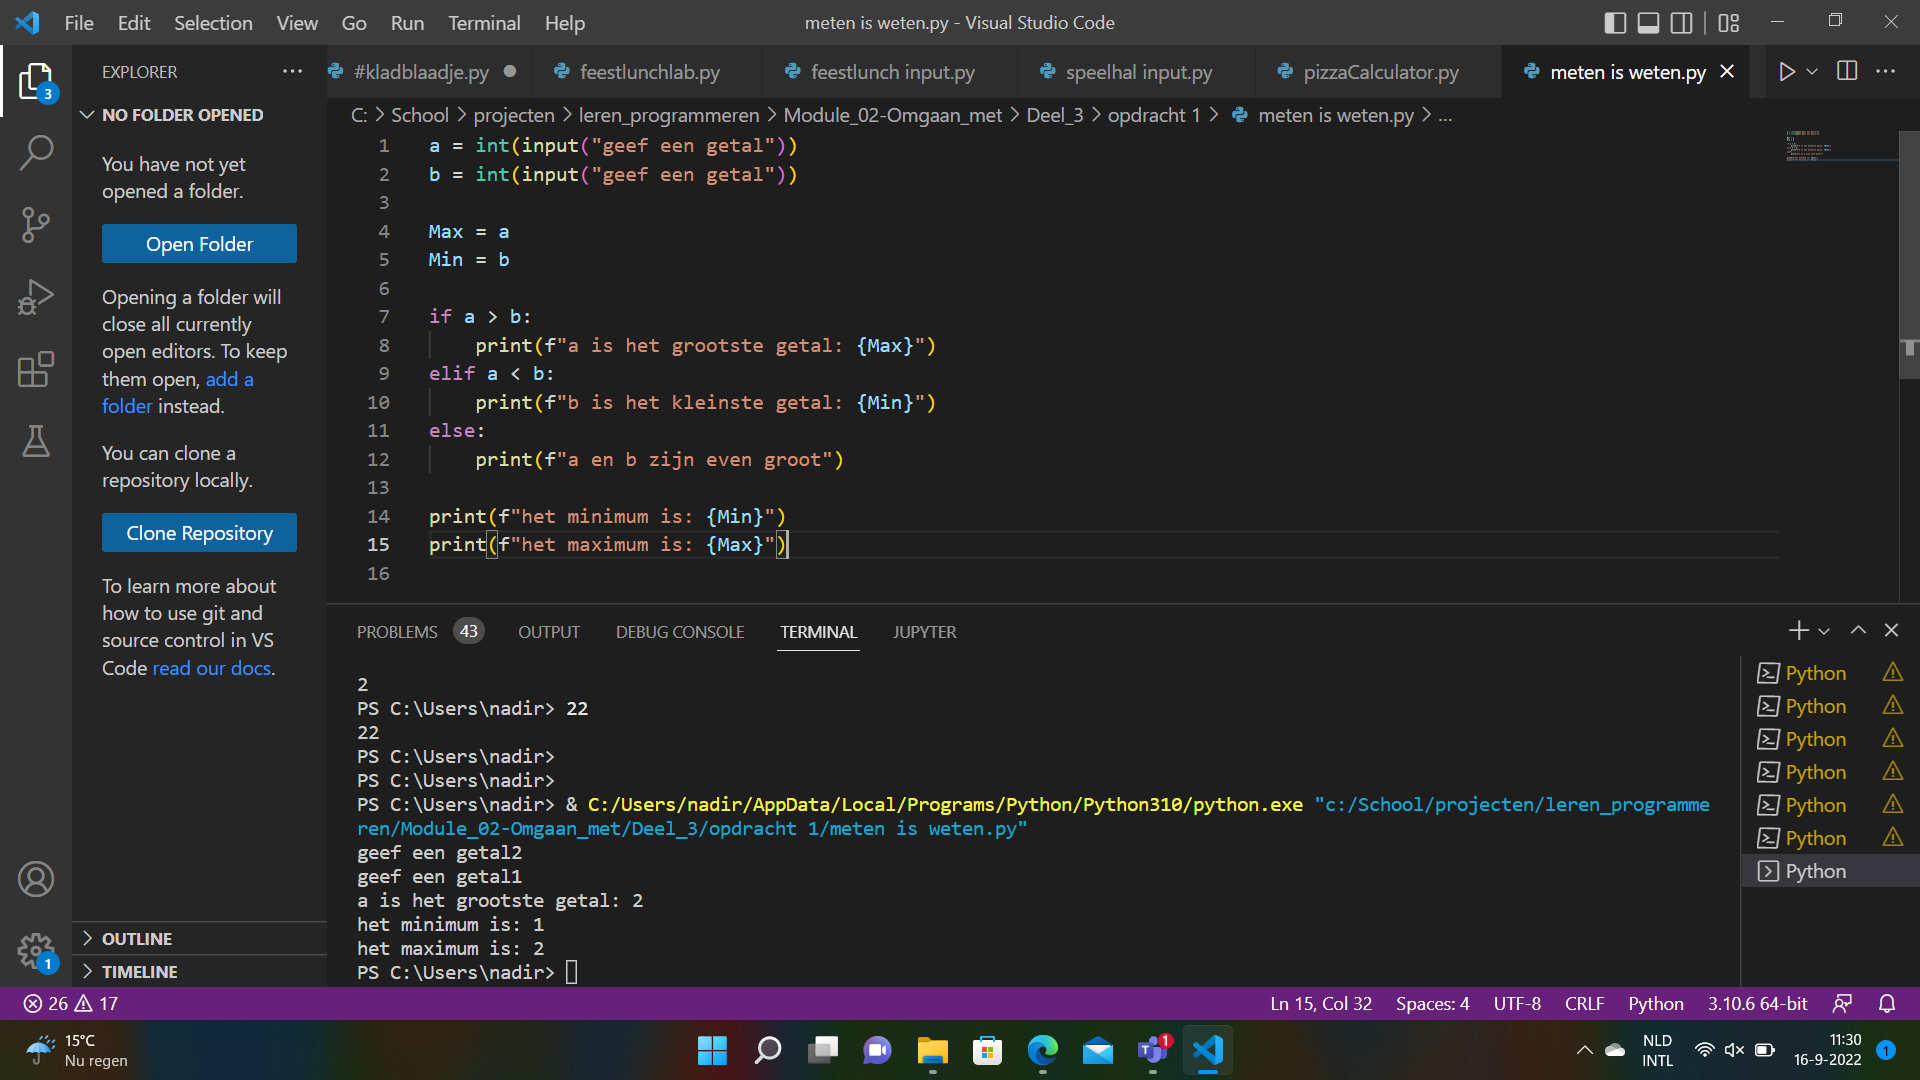 File Edit Selection View Go Run Terminal Help
meten is weten.py - Visual Studio Code
EXPLORER
#kladblaadje.py feestlunchlab.py feestlunch input.py speelhal input.py pizzaCalculator.py meten is weten.py
3
NO FOLDER OPENED
You have not yet
opened a folder.
Open Folder
Opening a folder will
close all currently
open editors. To keep
them open, add a
folder instead.
You can clone a
repository locally.
Clone Repository
To learn more about
how to use git and
source control in VS
Code read our docs.
OUTLINE
TIMELINE
1
C: > School > projecten > leren_programmeren > Module_02-Omgaan_met > Deel_3 > opdracht 1 > meten is weten.py > ...
1 a = int(input("geef een getal"))
2 b = int(input("geef een getal"))
3
4 Max = a
5 Min = b
6
7 if a > b:
8     print(f"a is het grootste getal: {Max}")
9 elif a < b:
10     print(f"b is het kleinste getal: {Min}")
11 else:
12     print(f"a en b zijn even groot")
13
14 print(f"het minimum is: {Min}")
15 print(f"het maximum is: {Max}")
16
PROBLEMS 43 OUTPUT DEBUG CONSOLE TERMINAL JUPYTER
2
PS C:\Users\nadir> 22
22
PS C:\Users\nadir>
PS C:\Users\nadir>
PS C:\Users\nadir> & C:/Users/nadir/AppData/Local/Programs/Python/Python310/python.exe "c:/School/projecten/leren_programme
ren/Module_02-Omgaan_met/Deel_3/opdracht 1/meten is weten.py"
geef een getal2
geef een getal1
a is het grootste getal: 2
het minimum is: 1
het maximum is: 2
PS C:\Users\nadir>
Python
Python
Python
Python
Python
Python
Python
26 17
Ln 15, Col 32 Spaces: 4 UTF-8 CRLF Python 3.10.6 64-bit
15°C
Nu regen
1
NLD
INTL
11:30
16-9-2022
1